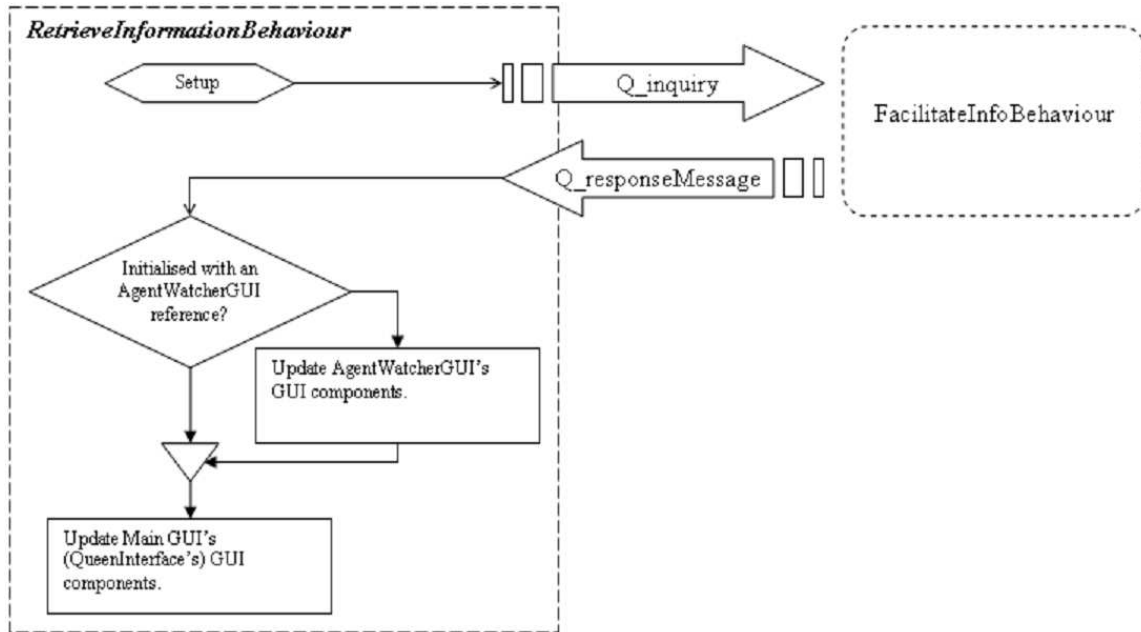 RetrieveInformationBehaviour
Setup
Q_inquiry
FacilitateInfoBehaviour
Q_responseMessage
Initialised with an
AgentWatcherGUI
reference?
Update AgentWatcherGUI's
GUI components.
Update Main GUI's
(QueenInterface's) GUI
components.